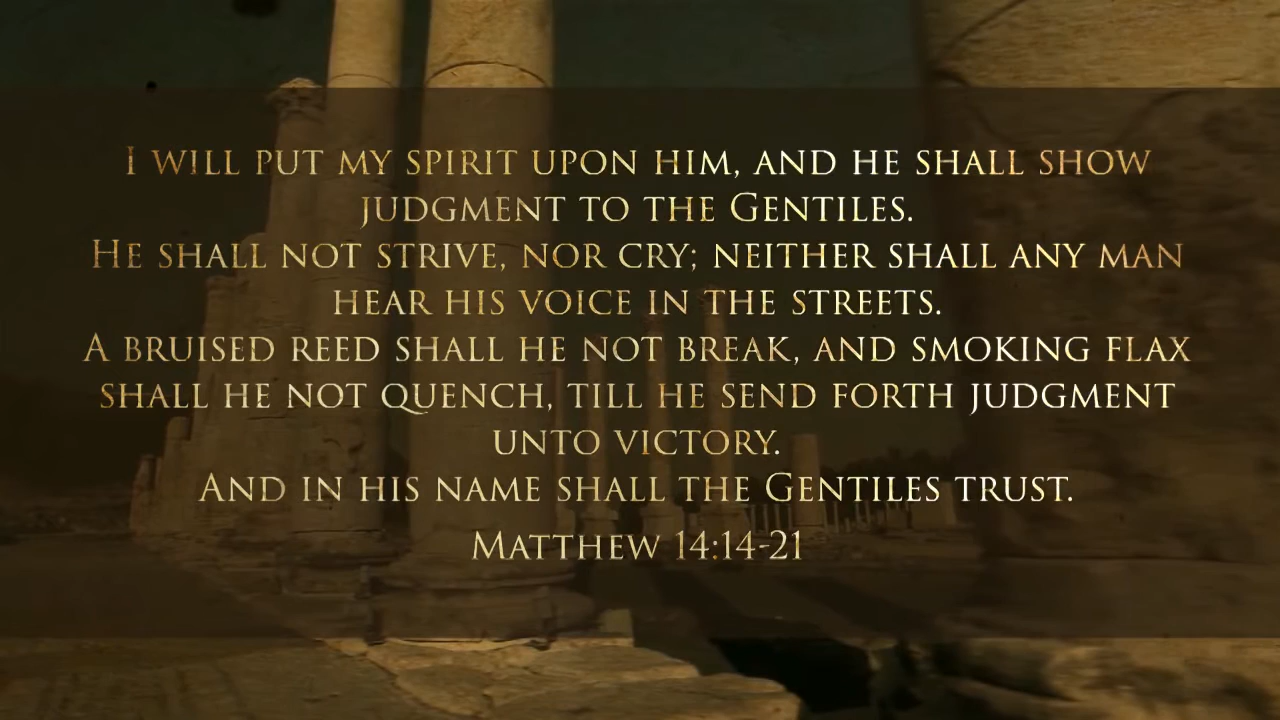 I will put my spirit upon him, and he shall show
judgment to the Gentiles.
He shall not strive, nor cry; neither shall any man
hear his voice in the streets.
A bruised reed shall he not break, and smoking flax
shall he not quench, till he send forth judgment
unto victory.
And in his name shall the Gentiles trust.
Matthew 14:14-21